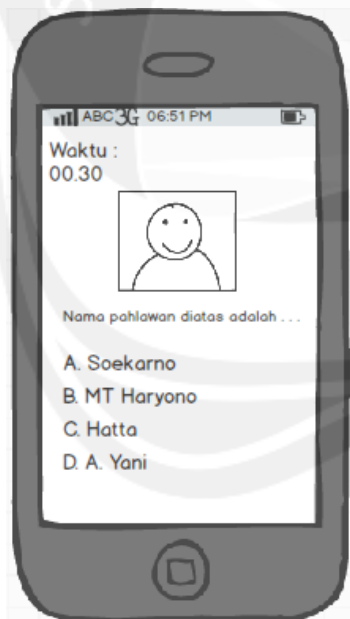 ABC 3G 06:51 PM
Waktu :
00.30
Nama pahlawan diatas adalah . . .
A. Soekarno
B. MT Haryono
C. Hatta
D. A. Yani